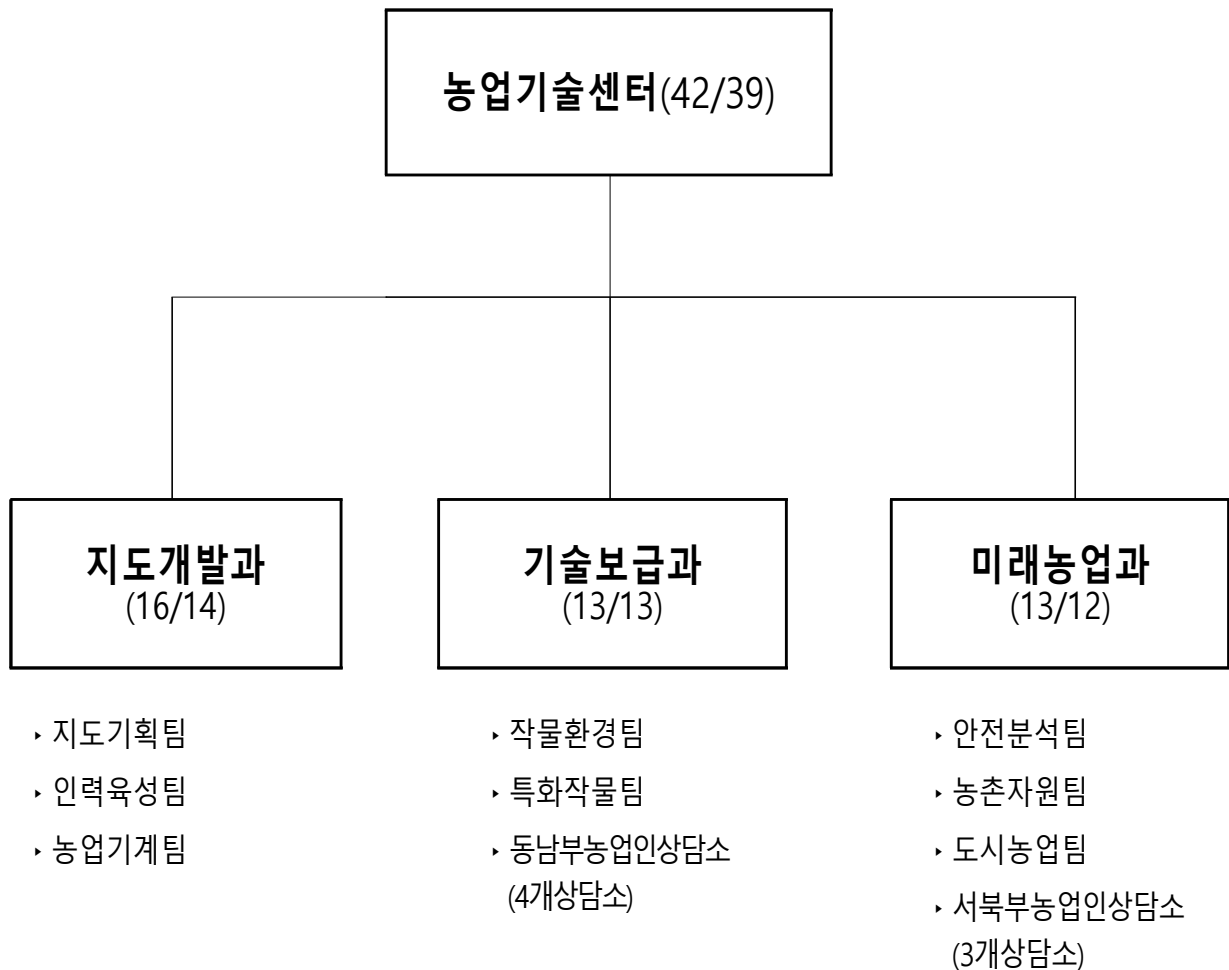 농업기술센터(42/39)
지도개발과
(16/14)
‣ 지도기획팀
‣ 인력육성팀
‣ 농업기계팀
기술보급과
(13/13)
‣ 작물환경팀
‣ 특화작물팀
‣ 동남부농업인상담소
(4개상담소)
미래농업과
(13/12)
‣ 안전분석팀
‣ 농촌자원팀
‣ 도시농업팀
‣ 서북부농업인상담소
(3개상담소)